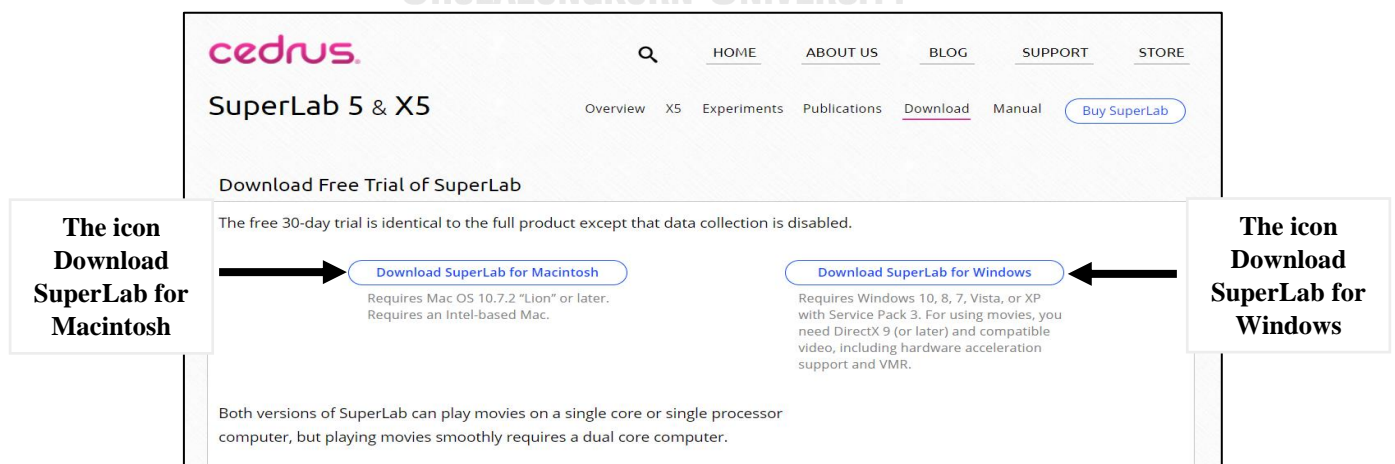 CHULALONGKORN UNIVERSITY
cedrus.
HOME ABOUT US BLOG SUPPORT STORE
SuperLab 5 & X5
Overview X5 Experiments Publications Download Manual Buy SuperLab
Download Free Trial of SuperLab
The free 30-day trial is identical to the full product except that data collection is disabled.
The icon
Download
SuperLab for
Macintosh
Download SuperLab for Macintosh
Requires Mac OS 10.7.2 “Lion” or later.
Requires an Intel-based Mac.
Download SuperLab for Windows
Requires Windows 10, 8, 7, Vista, or XP
with Service Pack 3. For using movies, you
need DirectX 9 (or later) and compatible
video, including hardware acceleration
support and VMR.
The icon
Download
SuperLab for
Windows
Both versions of SuperLab can play movies on a single core or single processor
computer, but playing movies smoothly requires a dual core computer.